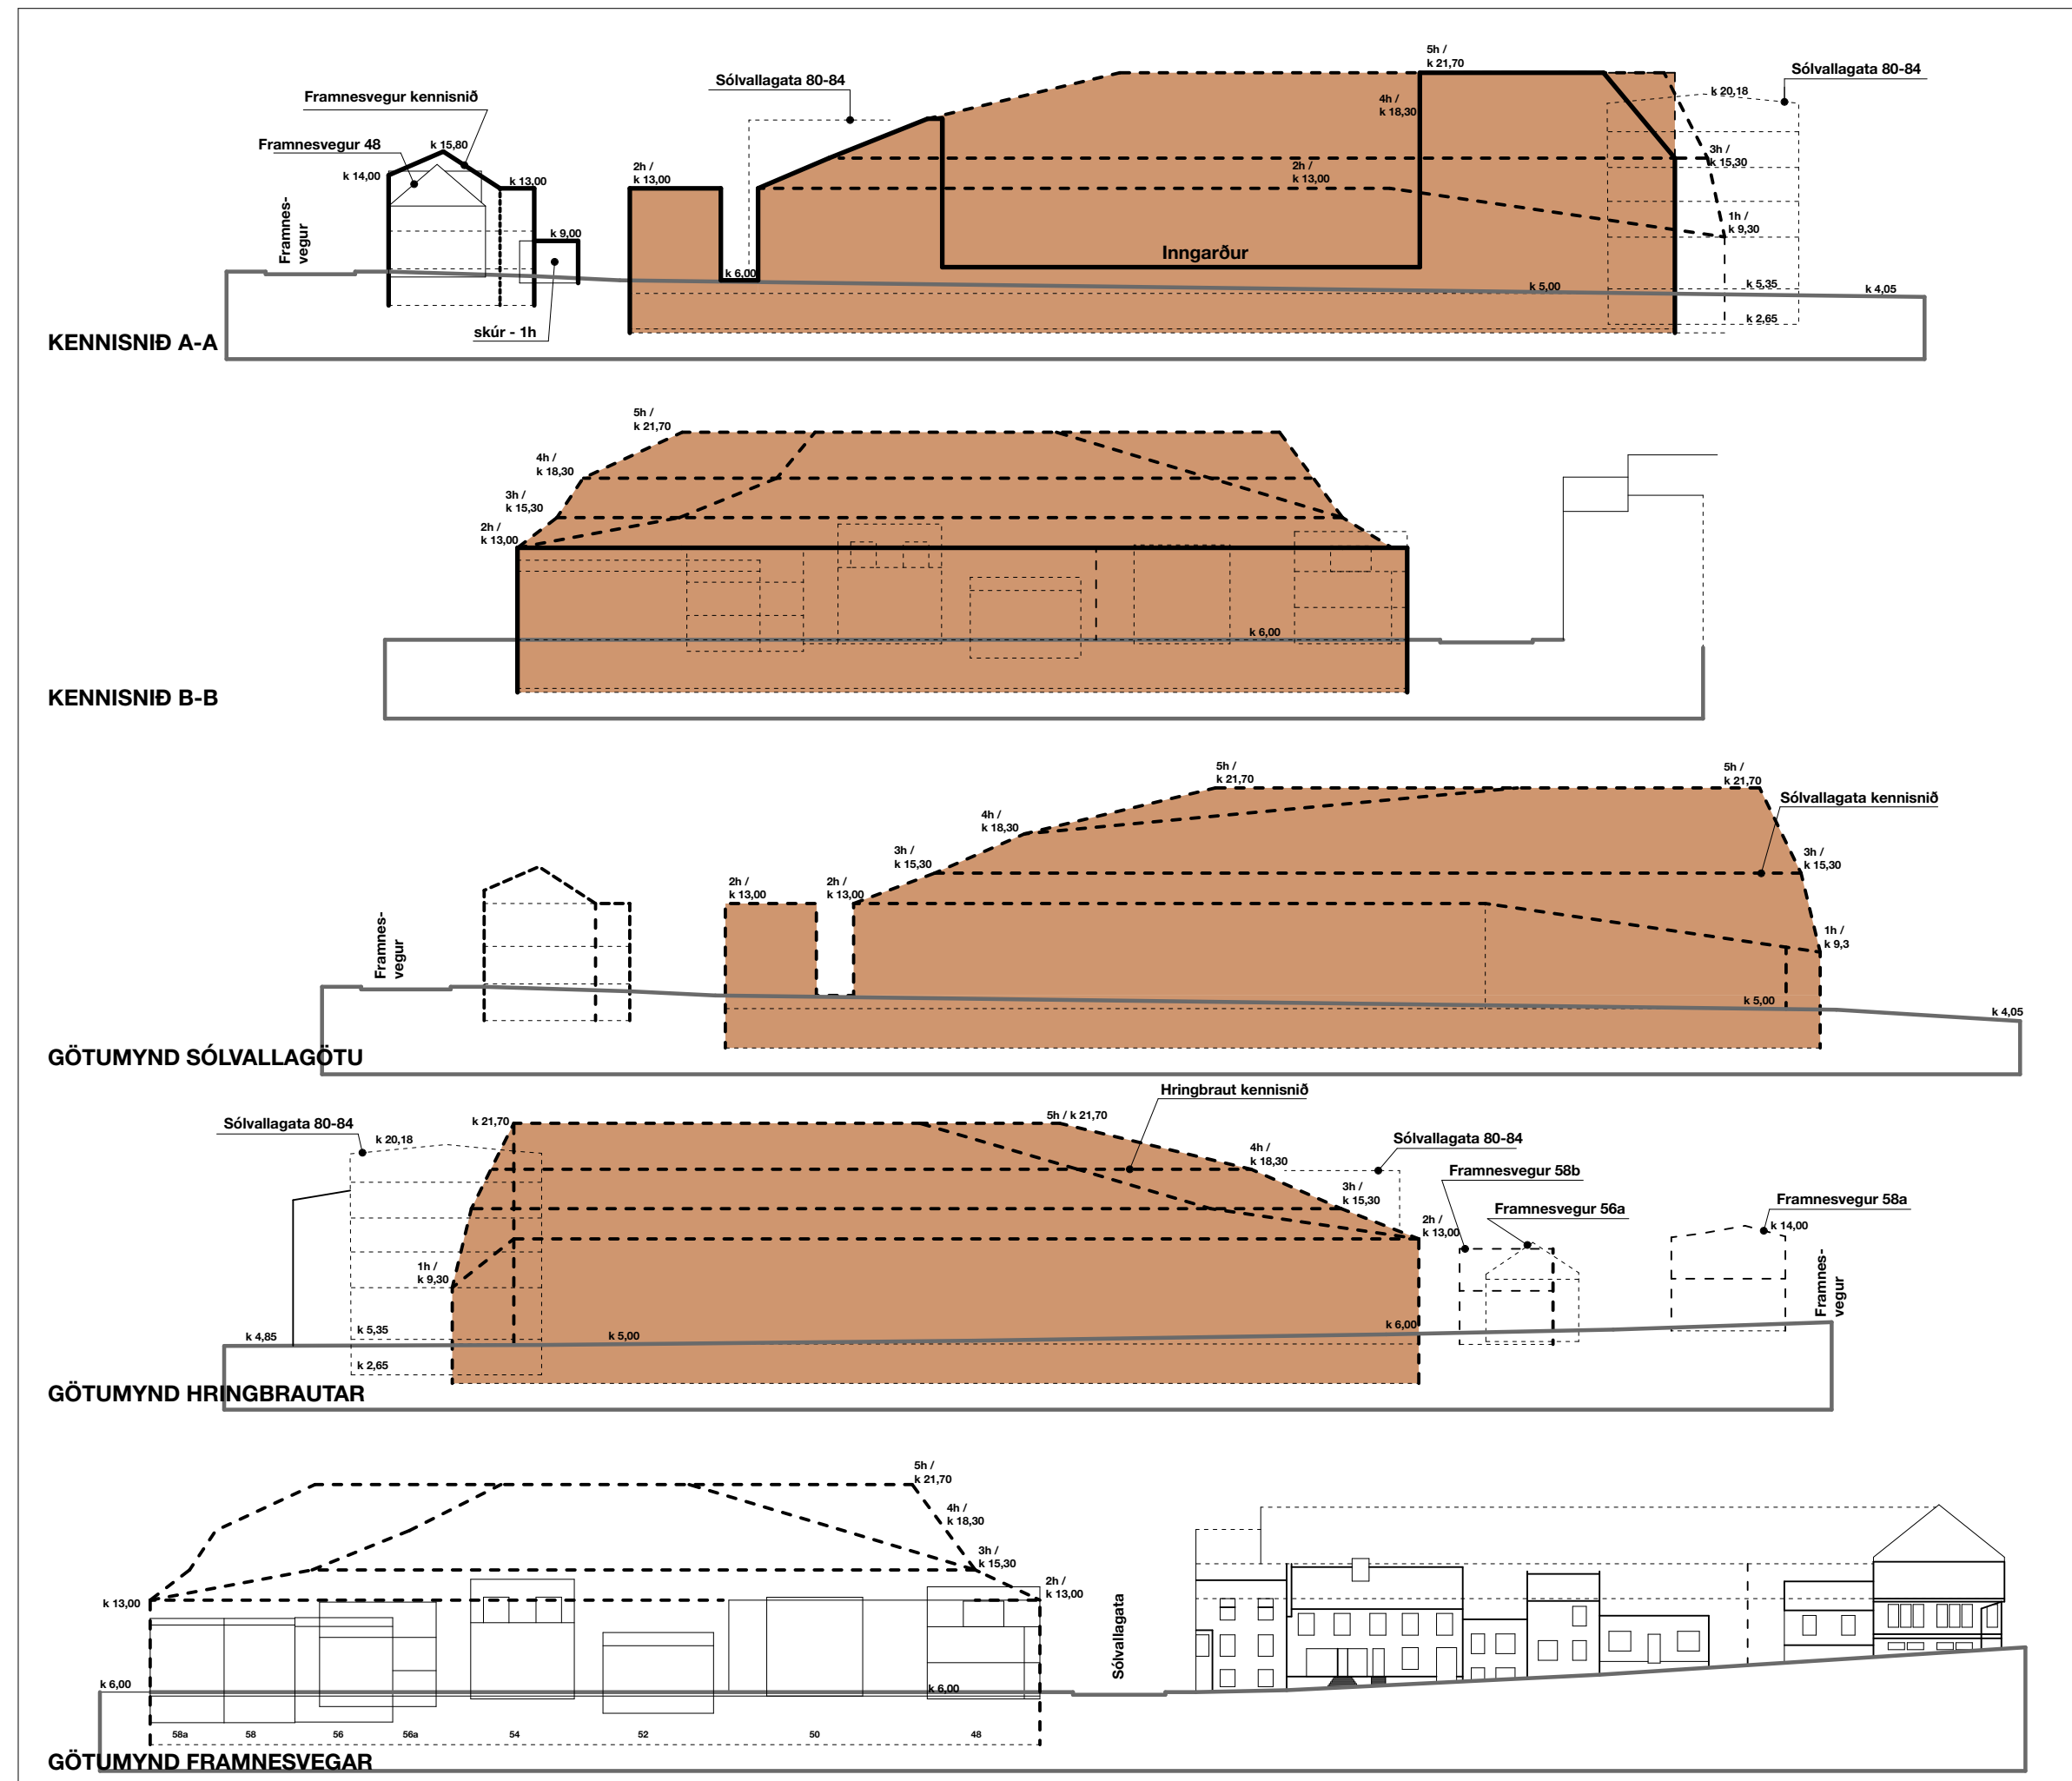 5h /
k 21,70
Sólvallagata 80-84
Sólvallagata 80-84
Framnesvegur kennisnið
4h /
k 18,30
k 20,18
Framnesvegur 48
k 15,80
k 14,00
k 13,00
2h /
k 13,00
2h /
k 13,00
3h /
k 15,30
Framnes-
vegur
k 9,00
1h /
k 9,30
Inngarður
k 6,00
k 5,00
k 5,35
k 4,05
k 2,65
skúr - 1h
KENNISNIÐ A-A
5h /
k 21,70
4h /
k 18,30
3h /
k 15,30
2h /
k 13,00
k 6,00
KENNISNIÐ B-B
5h /
k 21,70
5h /
k 21,70
Sólvallagata kennisnið
4h /
k 18,30
3h /
k 15,30
3h /
k 15,30
2h /
k 13,00
2h /
k 13,00
Framnes-
vegur
1h /
k 9,3
k 5,00
k 4,05
GÖTUMYND SÓLVALLAGÖTU
Hringbraut kennisnið
Sólvallagata 80-84
k 20,18
k 21,70
5h / k 21,70
4h /
k 18,30
Sólvallagata 80-84
Framnesvegur 58b
3h /
k 15,30
Framnesvegur 56a
Framnesvegur 58a
2h /
k 13,00
k 14,00
1h /
k 9,30
Framnes-
vegur
k 4,85
k 5,35
k 5,00
k 6,00
k 2,65
GÖTUMYND HRINGBRAUTAR
5h /
k 21,70
4h /
k 18,30
3h /
k 15,30
2h /
k 13,00
k 13,00
Sólvallagata
k 6,00
k 6,00
58a 58 56 56a 54 52 50 48
GÖTUMYND FRAMNESVEGAR